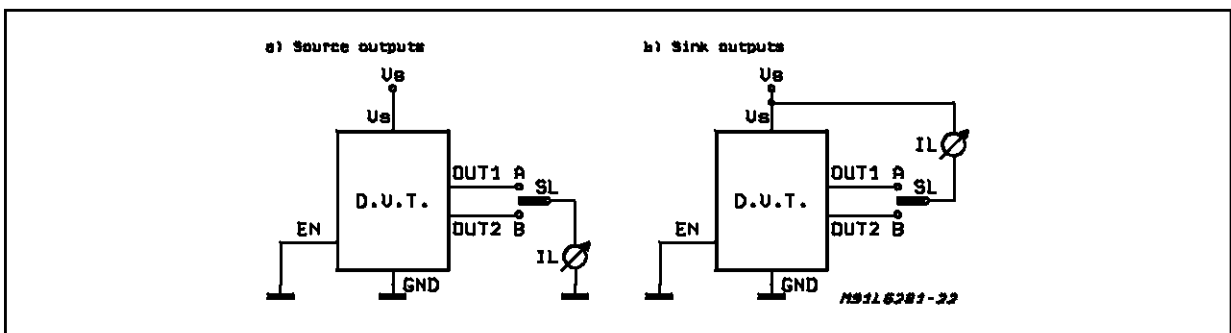 a) Source outputs
Vs
Vs
OUT1 A
SL
D.U.T.
EN
OUT2 B
IL
GND
b) Sink outputs
Vs
Vs
IL
OUT1 A
SL
D.U.T.
EN
OUT2 B
GND
M91L6201-22